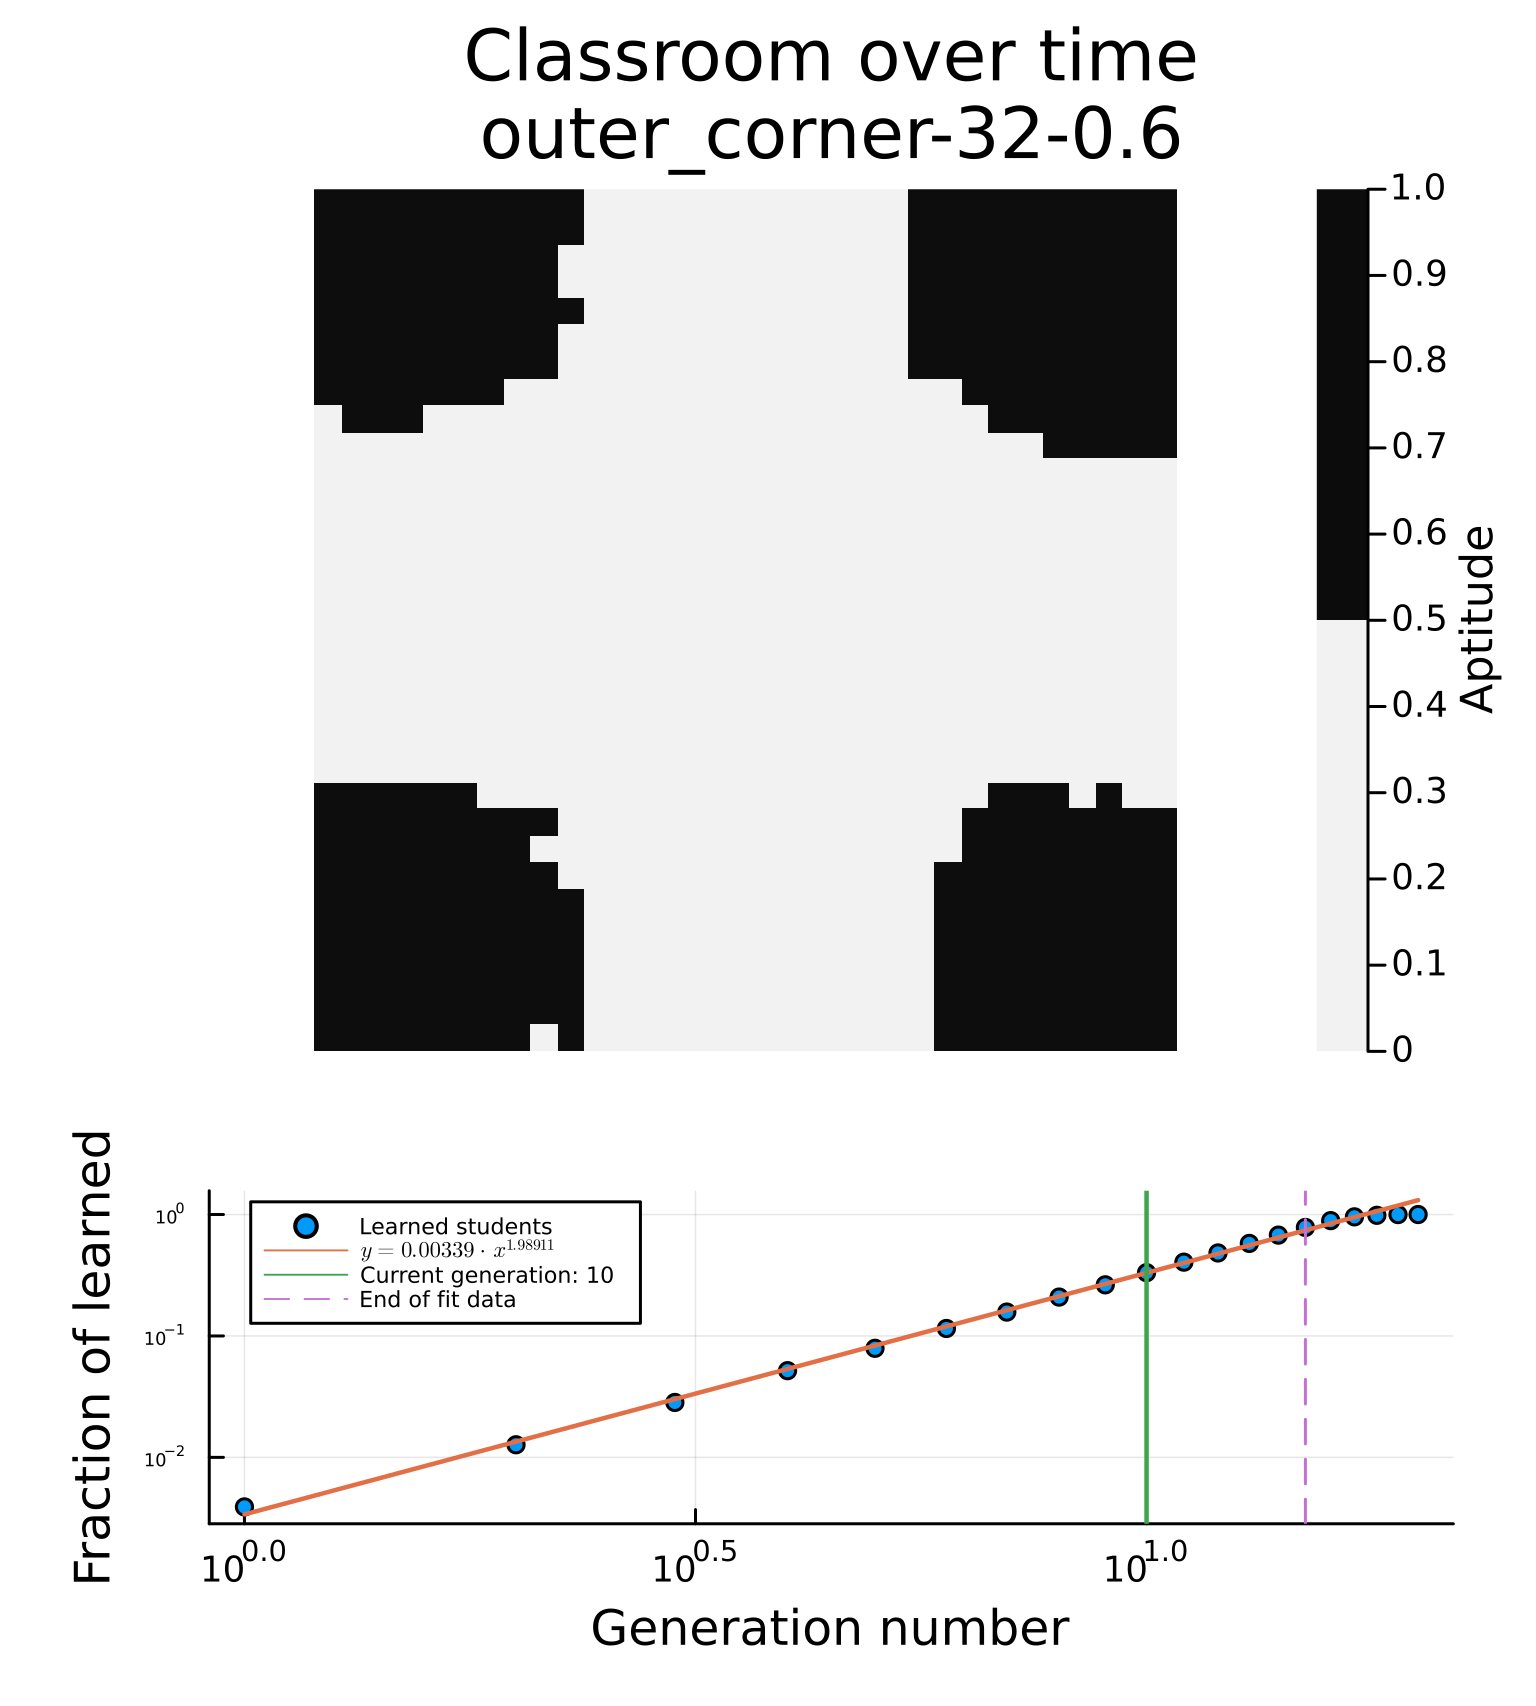 Classroom over time
outer_corner-32-0.6
1.0
0.9
0.8
0.7
0.6
0.5
0.4
0.3
0.2
0.1
0
Aptitude
Fraction of learned
10^0
10^−1
10^−2
Learned students
y = 0.00339 · x^1.98911
Current generation: 10
End of fit data
10^0.0
10^0.5
10^1.0
Generation number